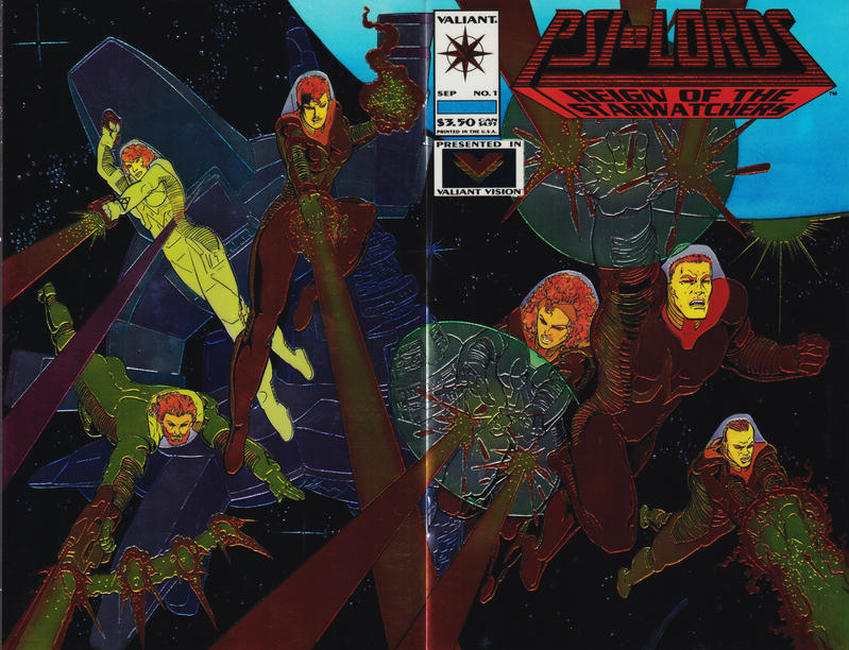 VALIANT.
SEP NO. 1
$3.50
PRINTED IN THE U.S.A.
PRESENTED IN
VALIANT VISION
PSI-LORDS
REIGN OF THE
STARWATCHERS
TM